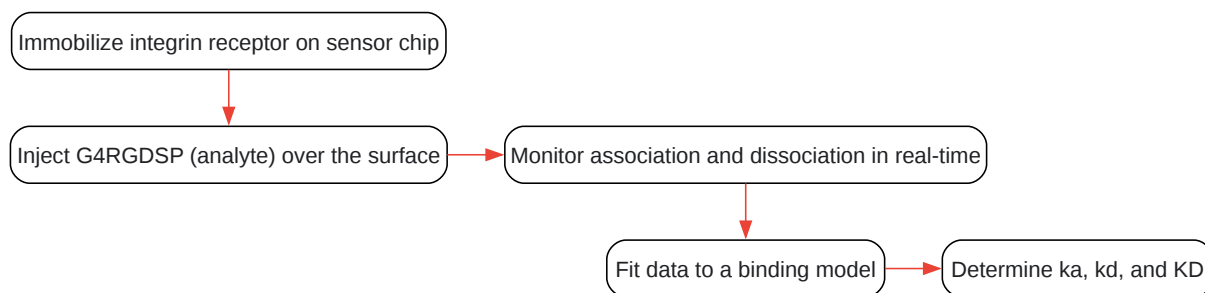 Immobilize integrin receptor on sensor chip
Inject G4RGDSP (analyte) over the surface
Monitor association and dissociation in real-time
Fit data to a binding model
Determine ka, kd, and KD